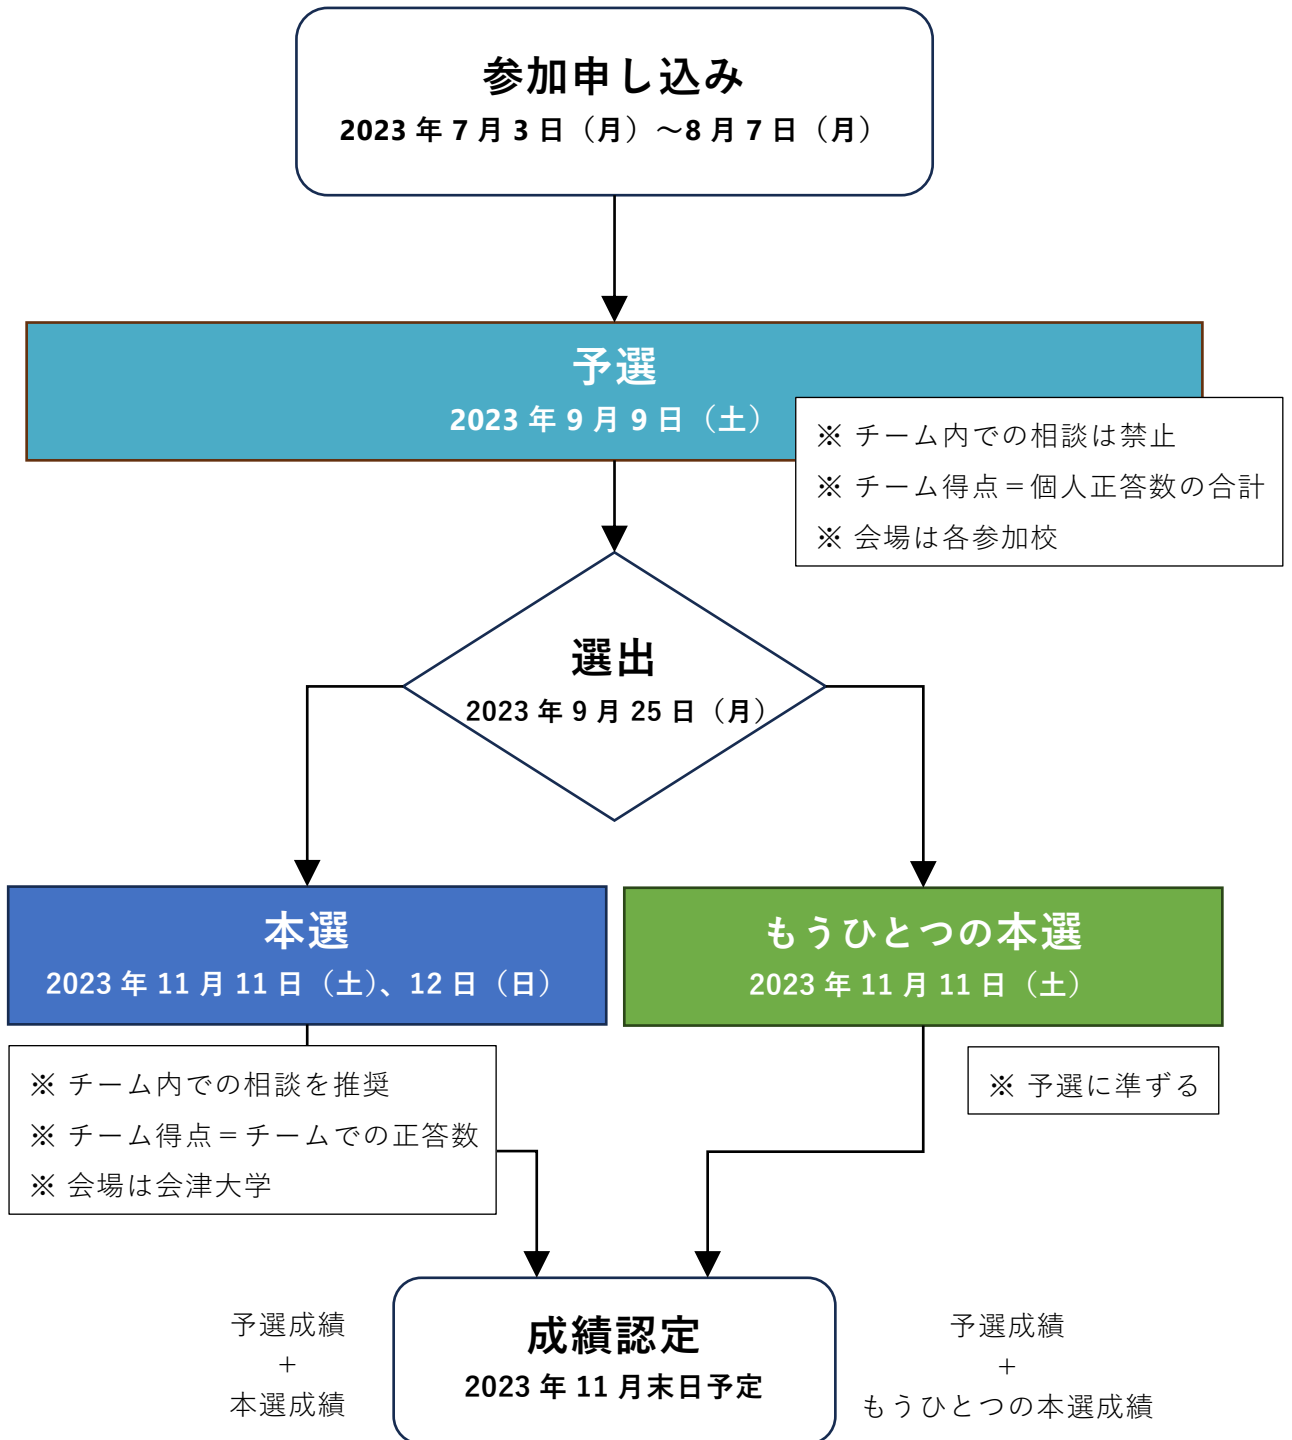 参加申し込み
2023 年 7 月 3 日（月）～8 月 7 日（月）
予選
2023 年 9 月 9 日（土）
※ チーム内での相談は禁止
※ チーム得点＝個人正答数の合計
※ 会場は各参加校
選出
2023 年 9 月 25 日（月）
本選
2023 年 11 月 11 日（土）、12 日（日）
もうひとつの本選
2023 年 11 月 11 日（土）
※ チーム内での相談を推奨
※ チーム得点＝チームでの正答数
※ 会場は会津大学
※ 予選に準ずる
予選成績
+
本選成績
成績認定
2023 年 11 月末日予定
予選成績
+
もうひとつの本選成績